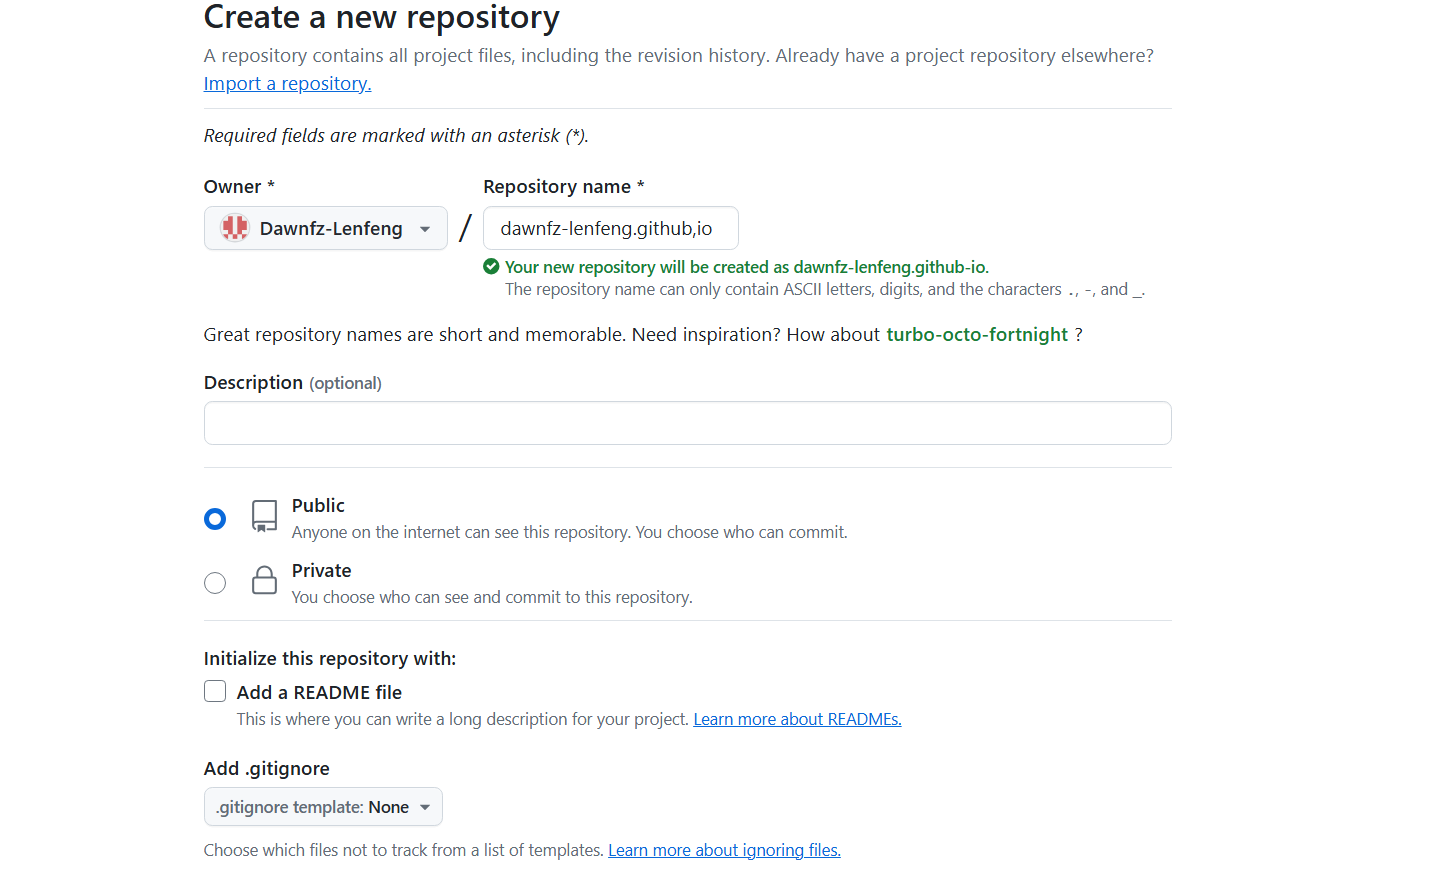 Create a new repository
A repository contains all project files, including the revision history. Already have a project repository elsewhere?
Import a repository.
Required fields are marked with an asterisk (*).
Owner *
Repository name *
Dawnfz-Lenfeng
/
dawnfz-lenfeng.github,io
Your new repository will be created as dawnfz-lenfeng.github-io.
The repository name can only contain ASCII letters, digits, and the characters ., -, and _.
Great repository names are short and memorable. Need inspiration? How about turbo-octo-fortnight ?
Description (optional)
Public
Anyone on the internet can see this repository. You choose who can commit.
Private
You choose who can see and commit to this repository.
Initialize this repository with:
Add a README file
This is where you can write a long description for your project. Learn more about READMEs.
Add .gitignore
.gitignore template: None
Choose which files not to track from a list of templates. Learn more about ignoring files.